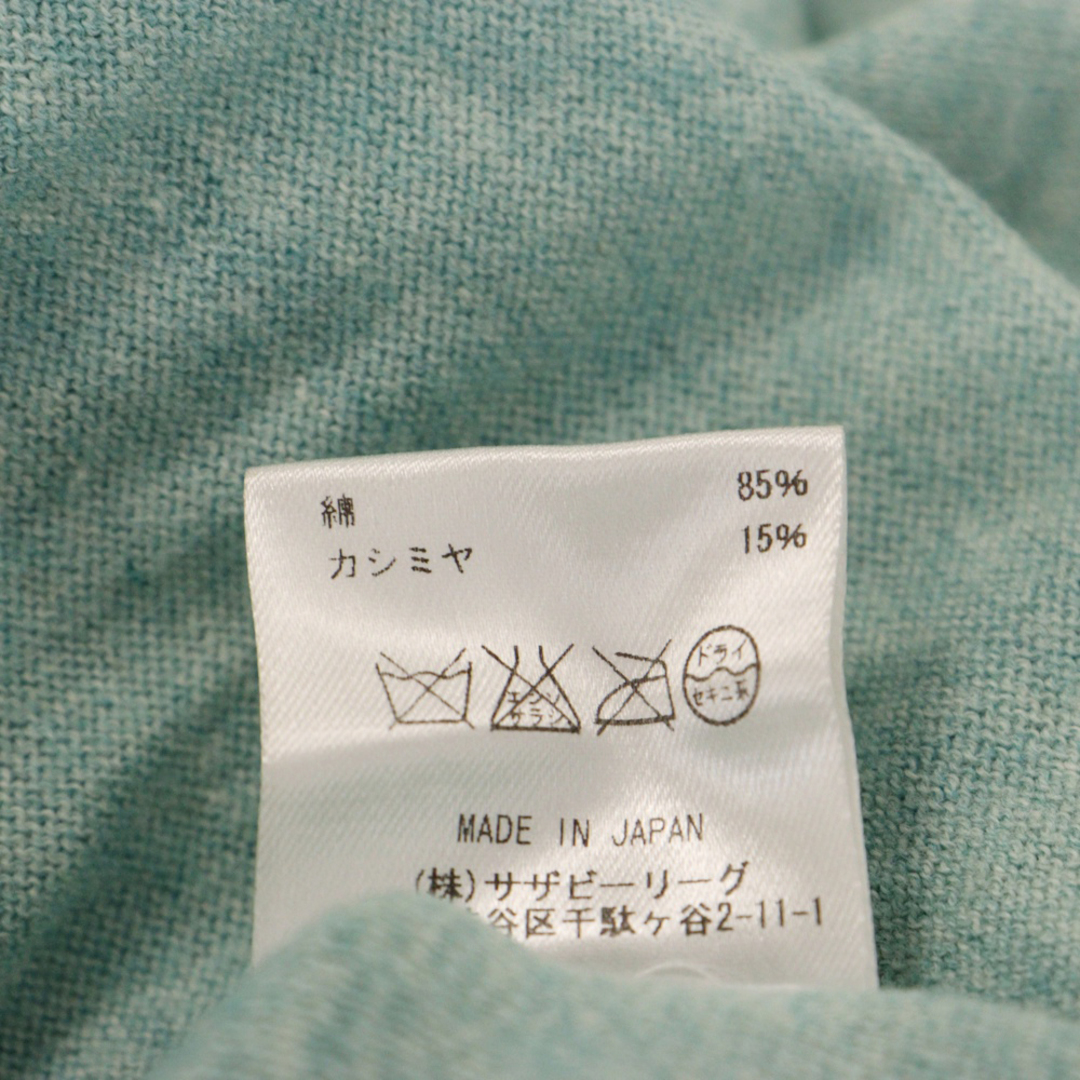 綿 85%
カシミヤ 15%
エンソ
サラシ
ドライ
セキユ系
MADE IN JAPAN
(株)サザビーリーグ
谷区千駄ヶ谷2-11-1